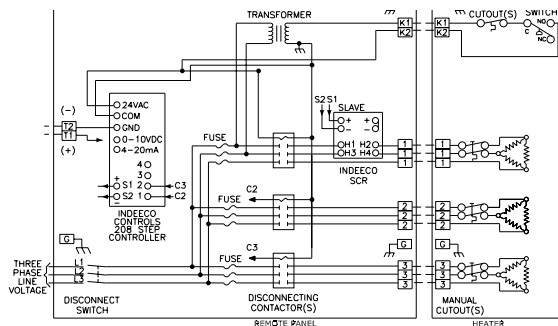 TRANSFORMER
K1
K2
K1
K2
CUTOUT(S)
SWITCH
NO
C
NC
24VAC
COM
GND
0-10VDC
4-20mA
(-)
T2
T1
(+)
4
3
+ S1 2
- S2 1
C3
C2
INDEECO
CONTROLS
208 STEP
CONTROLLER
S2 S1
SLAVE
+ +
- -
H1 H2
H3 H4
INDEECO
SCR
FUSE
1
1
1
1
1
1
C2
FUSE
2
2
2
2
2
2
C3
FUSE
G
G
G
3
3
3
3
3
3
THREE
PHASE
LINE
VOLTAGE
L1
L2
L3
DISCONNECT
SWITCH
DISCONNECTING
CONTACTOR(S)
MANUAL
CUTOUT(S)
REMOTE PANEL
HEATER